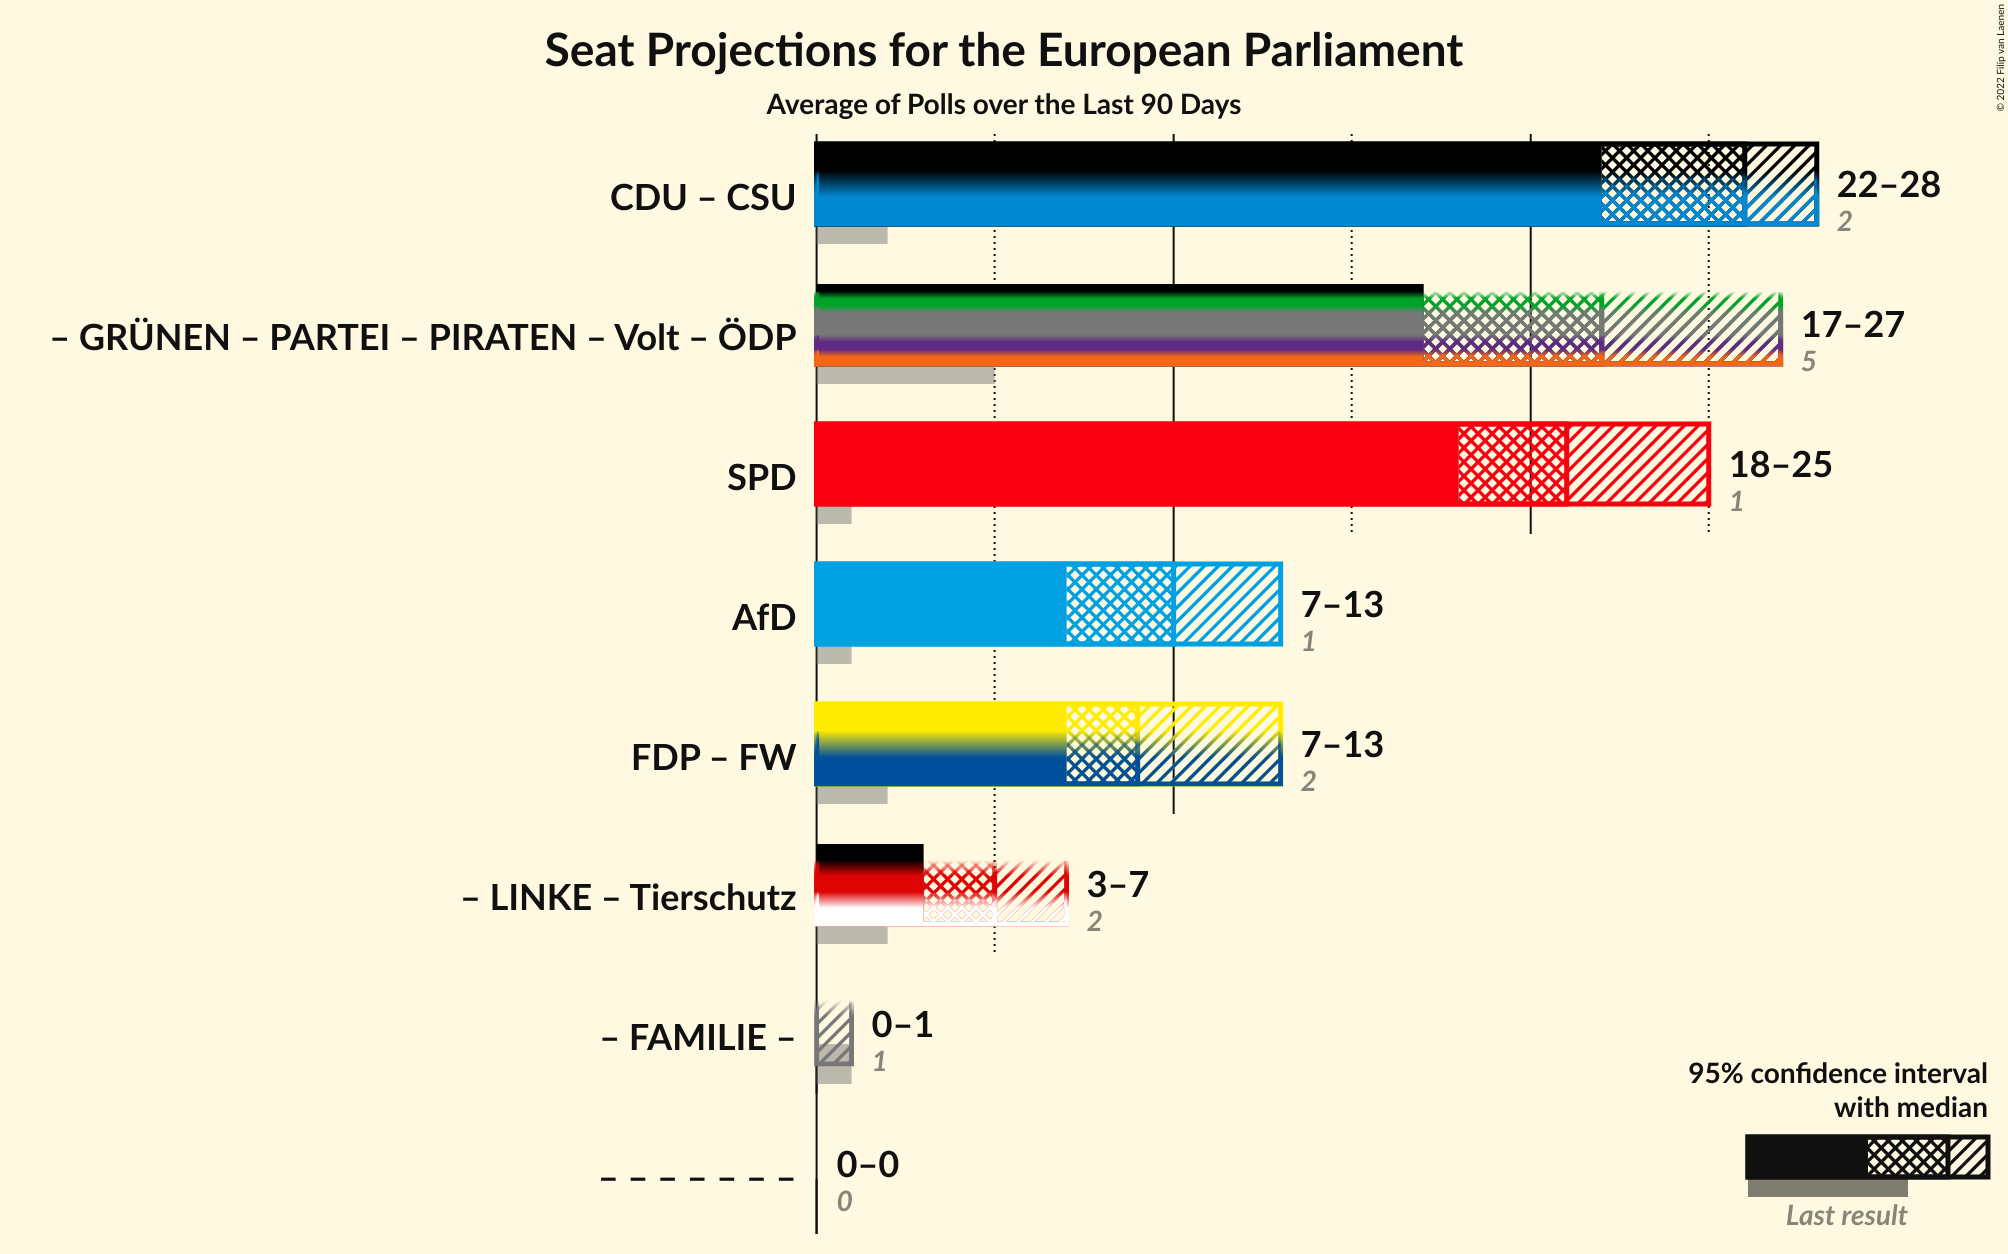 Seat Projections for the European Parliament
Average of Polls over the Last 90 Days
© 2022 Filip van Laenen
CDU – CSU
22–28
2
– GRÜNEN – PARTEI – PIRATEN – Volt – ÖDP
17–27
5
SPD
18–25
1
AfD
7–13
1
FDP – FW
7–13
2
– LINKE – Tierschutz
3–7
2
– FAMILIE –
0–1
1
– – – – – – –
0–0
0
95% confidence interval
with median
Last result